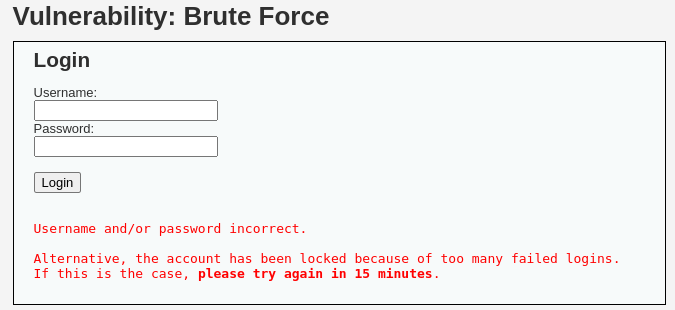 Vulnerability: Brute Force
Login
Username:
Password:
Login
Username and/or password incorrect.
Alternative, the account has been locked because of too many failed logins.
If this is the case, please try again in 15 minutes.